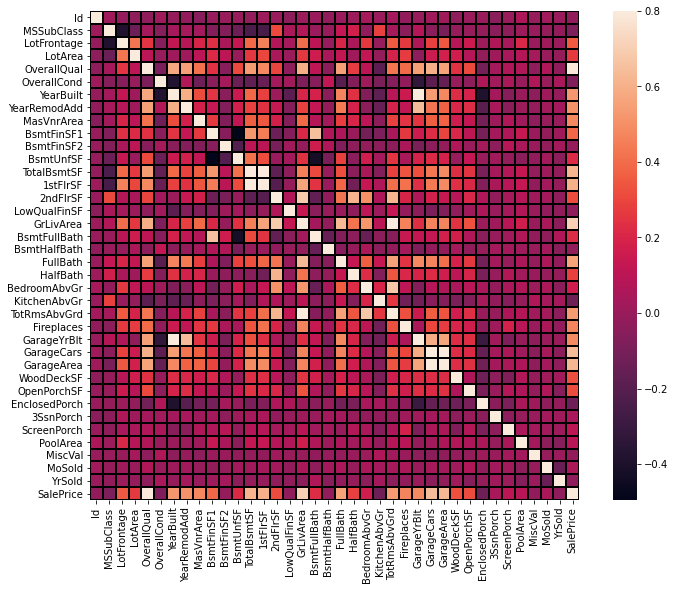 Id
MSSubClass
LotFrontage
LotArea
OverallQual
OverallCond
YearBuilt
YearRemodAdd
MasVnrArea
BsmtFinSF1
BsmtFinSF2
BsmtUnfSF
TotalBsmtSF
1stFlrSF
2ndFlrSF
LowQualFinSF
GrLivArea
BsmtFullBath
BsmtHalfBath
FullBath
HalfBath
BedroomAbvGr
KitchenAbvGr
TotRmsAbvGrd
Fireplaces
GarageYrBlt
GarageCars
GarageArea
WoodDeckSF
OpenPorchSF
EnclosedPorch
3SsnPorch
ScreenPorch
PoolArea
MiscVal
MoSold
YrSold
SalePrice
Id
MSSubClass
LotFrontage
LotArea
OverallQual
OverallCond
YearBuilt
YearRemodAdd
MasVnrArea
BsmtFinSF1
BsmtFinSF2
BsmtUnfSF
TotalBsmtSF
1stFlrSF
2ndFlrSF
LowQualFinSF
GrLivArea
BsmtFullBath
BsmtHalfBath
FullBath
HalfBath
BedroomAbvGr
KitchenAbvGr
TotRmsAbvGrd
Fireplaces
GarageYrBlt
GarageCars
GarageArea
WoodDeckSF
OpenPorchSF
EnclosedPorch
3SsnPorch
ScreenPorch
PoolArea
MiscVal
MoSold
YrSold
SalePrice
0.8
0.6
0.4
0.2
0.0
−0.2
−0.4